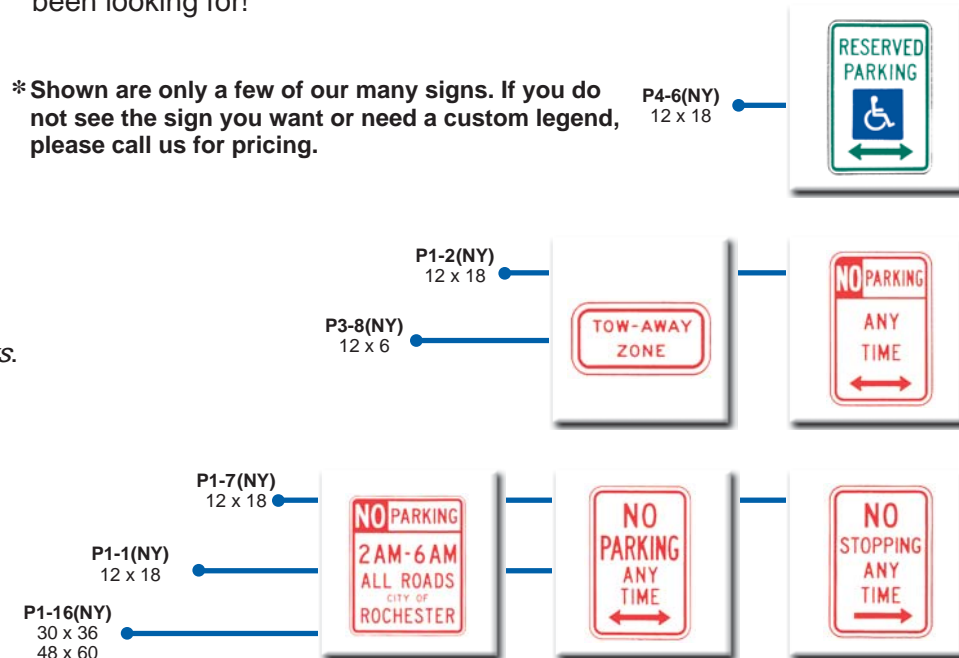 been looking for!
* Shown are only a few of our many signs. If you do
not see the sign you want or need a custom legend,
please call us for pricing.
P4-6(NY)
12 x 18
RESERVED
PARKING
P1-2(NY)
12 x 18
P3-8(NY)
12 x 6
TOW-AWAY
ZONE
NO PARKING
ANY
TIME
P1-7(NY)
12 x 18
P1-1(NY)
12 x 18
P1-16(NY)
30 x 36
48 x 60
NO PARKING
2AM-6AM
ALL ROADS
CITY OF
ROCHESTER
NO
PARKING
ANY
TIME
NO
STOPPING
ANY
TIME